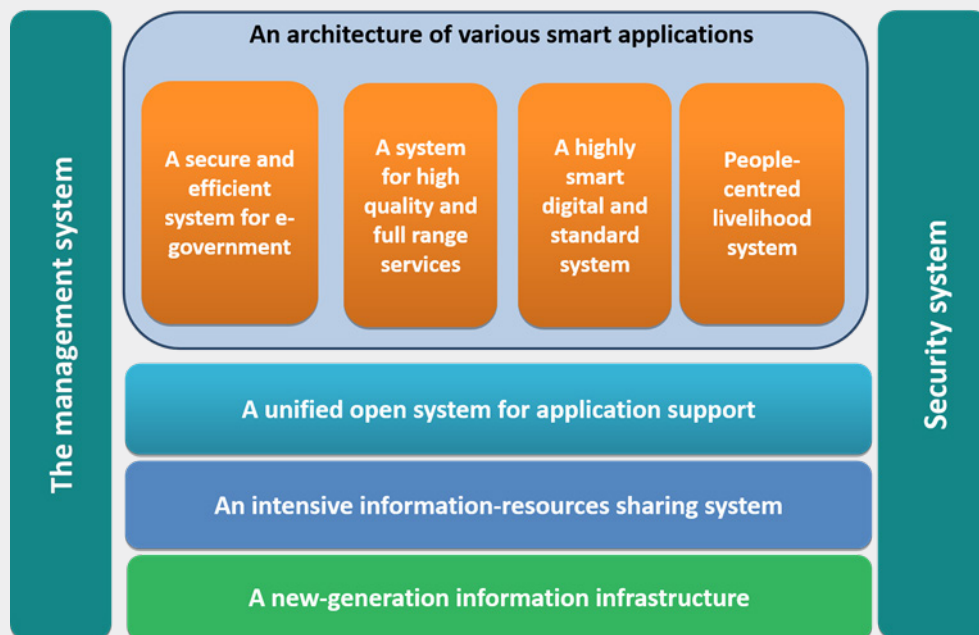 The management system
An architecture of various smart applications
A secure and
efficient
system for e-
government
A system
for high
quality and
full range
services
A highly
smart
digital and
standard
system
People-
centred
livelihood
system
A unified open system for application support
An intensive information-resources sharing system
A new-generation information infrastructure
Security system